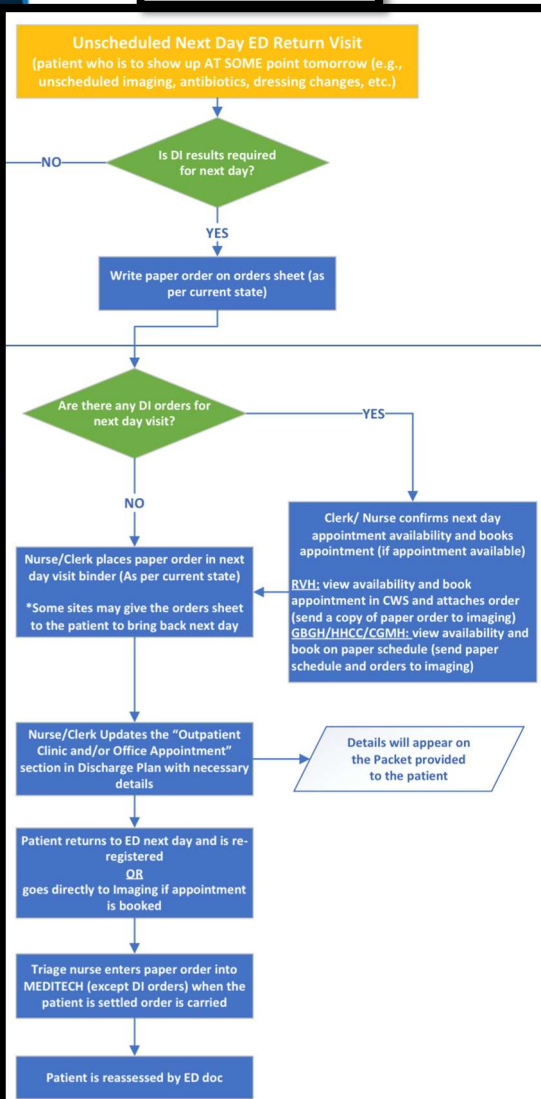 Unscheduled Next Day ED Return Visit
(patient who is to show up AT SOME point tomorrow (e.g.,
unscheduled imaging, antibiotics, dressing changes, etc.)
Is DI results required
for next day?
NO
YES
Write paper order on orders sheet (as
per current state)
Are there any DI orders for
next day visit?
YES
NO
Clerk/ Nurse confirms next day
appointment availability and books
appointment (if appointment available)
RVH: view availability and book
appointment in CWS and attaches order
(send a copy of paper order to imaging)
GBGH/HHCC/CGMH: view availability and
book on paper schedule (send paper
schedule and orders to imaging)
Nurse/Clerk places paper order in next
day visit binder (As per current state)
*Some sites may give the orders sheet
to the patient to bring back next day
Nurse/Clerk Updates the “Outpatient
Clinic and/or Office Appointment”
section in Discharge Plan with necessary
details
Details will appear on
the Packet provided
to the patient
Patient returns to ED next day and is re-
registered
OR
goes directly to Imaging if appointment
is booked
Triage nurse enters paper order into
MEDITECH (except DI orders) when the
patient is settled order is carried
Patient is reassessed by ED doc